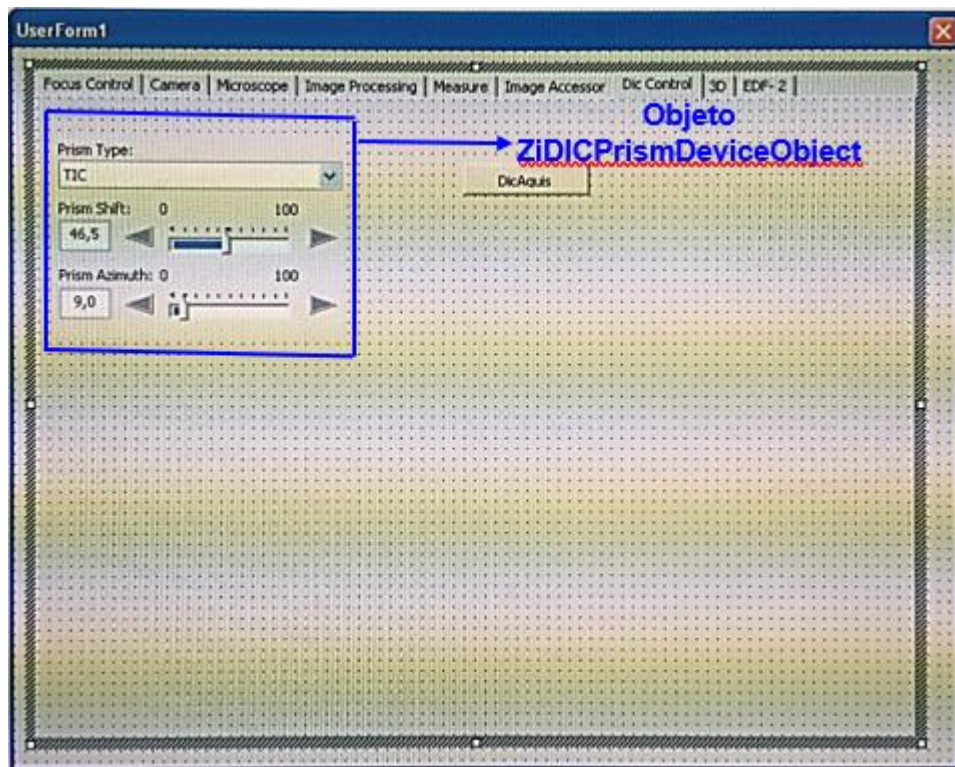 UserForm1
Focus Control | Camera | Microscope | Image Processing | Measure | Image Accessor | Dic Control | 3D | EDF- 2 |
Objeto
ZiDICPrismDeviceObject
Prism Type:
TIC
DicAquis
Prism Shift: 0 100
46,5
Prism Azimuth: 0 100
9,0